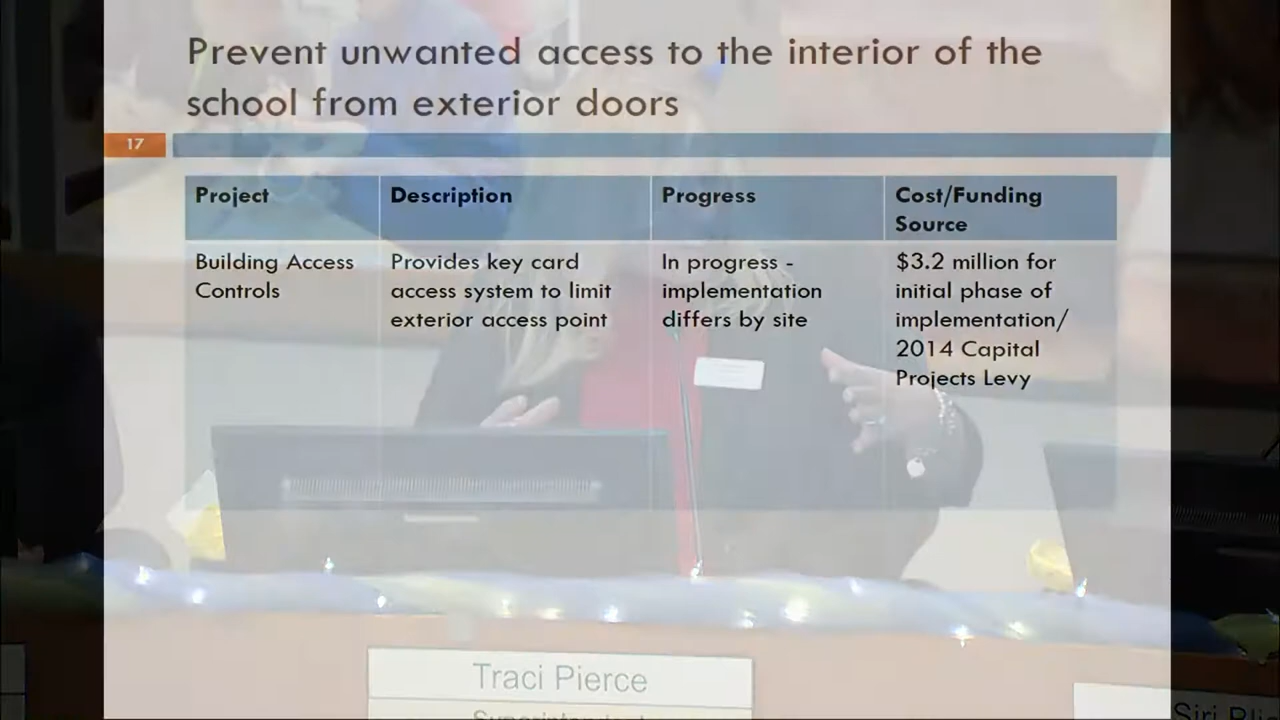 Prevent unwanted access to the interior of the
school from exterior doors
17
Project
Description
Progress
Cost/Funding
Source
Building Access
Controls
Provides key card
access system to limit
exterior access point
In progress -
implementation
differs by site
$3.2 million for
initial phase of
implementation/
2014 Capital
Projects Levy
Traci Pierce
Superintendent
Siri